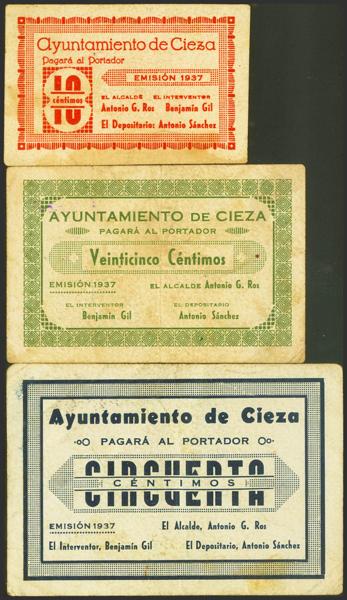 Ayuntamiento de Cieza
Pagará al Portador
10
céntimos
EMISIÓN 1937
EL ALCALDE EL INTERVENTOR
Antonio G. Ros Benjamín Gil
El Depositario: Antonio Sánchez
AYUNTAMIENTO DE CIEZA
PAGARÁ AL PORTADOR
Veinticinco Céntimos
EMISIÓN 1937 EL ALCALDE Antonio G. Ros
EL INTERVENTOR EL DEPOSITARIO
Benjamín Gil Antonio Sánchez
Ayuntamiento de Cieza
PAGARÁ AL PORTADOR
CINCUENTA
CÉNTIMOS
EMISIÓN 1937 El Alcalde, Antonio G. Ros
El Interventor, Benjamín Gil El Depositario, Antonio Sánchez